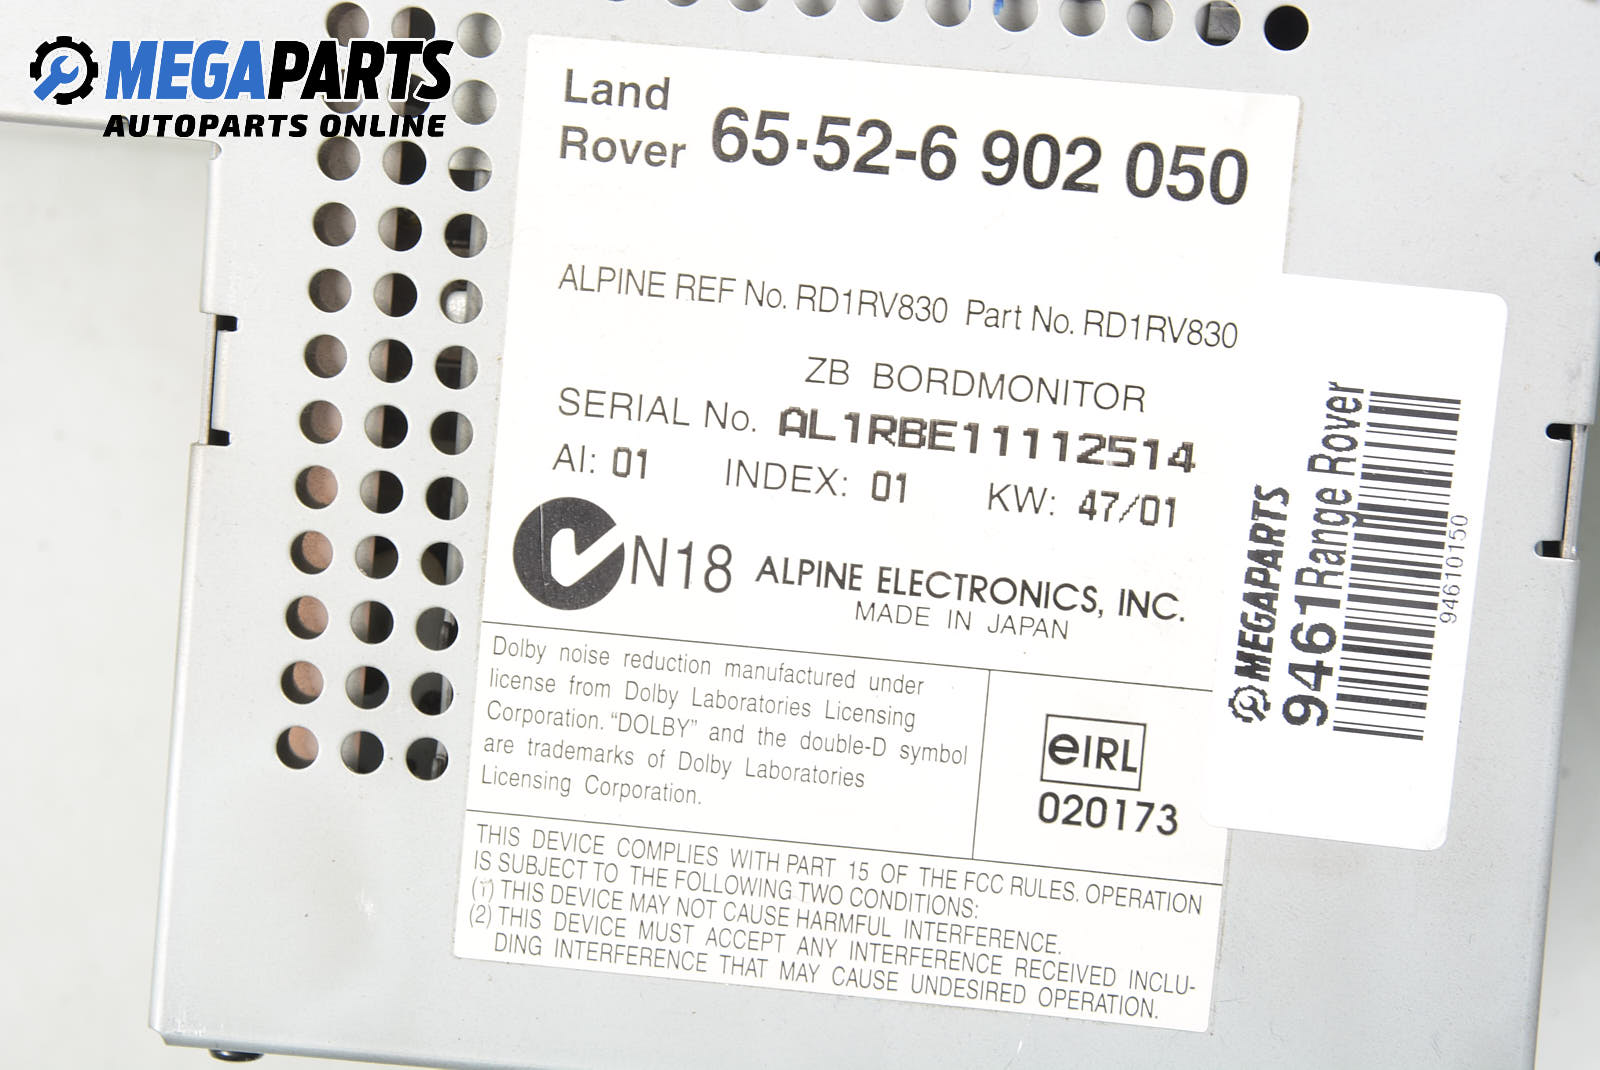 MEGAPARTS
AUTOPARTS ONLINE
Land
Rover
65·52-6 902 050
ALPINE REF No. RD1RV830 Part No. RD1RV830
ZB BORDMONITOR
SERIAL No. AL1RBE11112514
AI: 01 INDEX: 01 KW: 47/01
N18 ALPINE ELECTRONICS, INC.
MADE IN JAPAN
Dolby noise reduction manufactured under
license from Dolby Laboratories Licensing
Corporation. “DOLBY” and the double-D symbol
are trademarks of Dolby Laboratories
Licensing Corporation.
eIRL
020173
THIS DEVICE COMPLIES WITH PART 15 OF THE FCC RULES. OPERATION
IS SUBJECT TO THE FOLLOWING TWO CONDITIONS:
(1) THIS DEVICE MAY NOT CAUSE HARMFUL INTERFERENCE.
(2) THIS DEVICE MUST ACCEPT ANY INTERFERENCE RECEIVED INCLU-
DING INTERFERENCE THAT MAY CAUSE UNDESIRED OPERATION.
MEGAPARTS
9461Range Rover
94610150